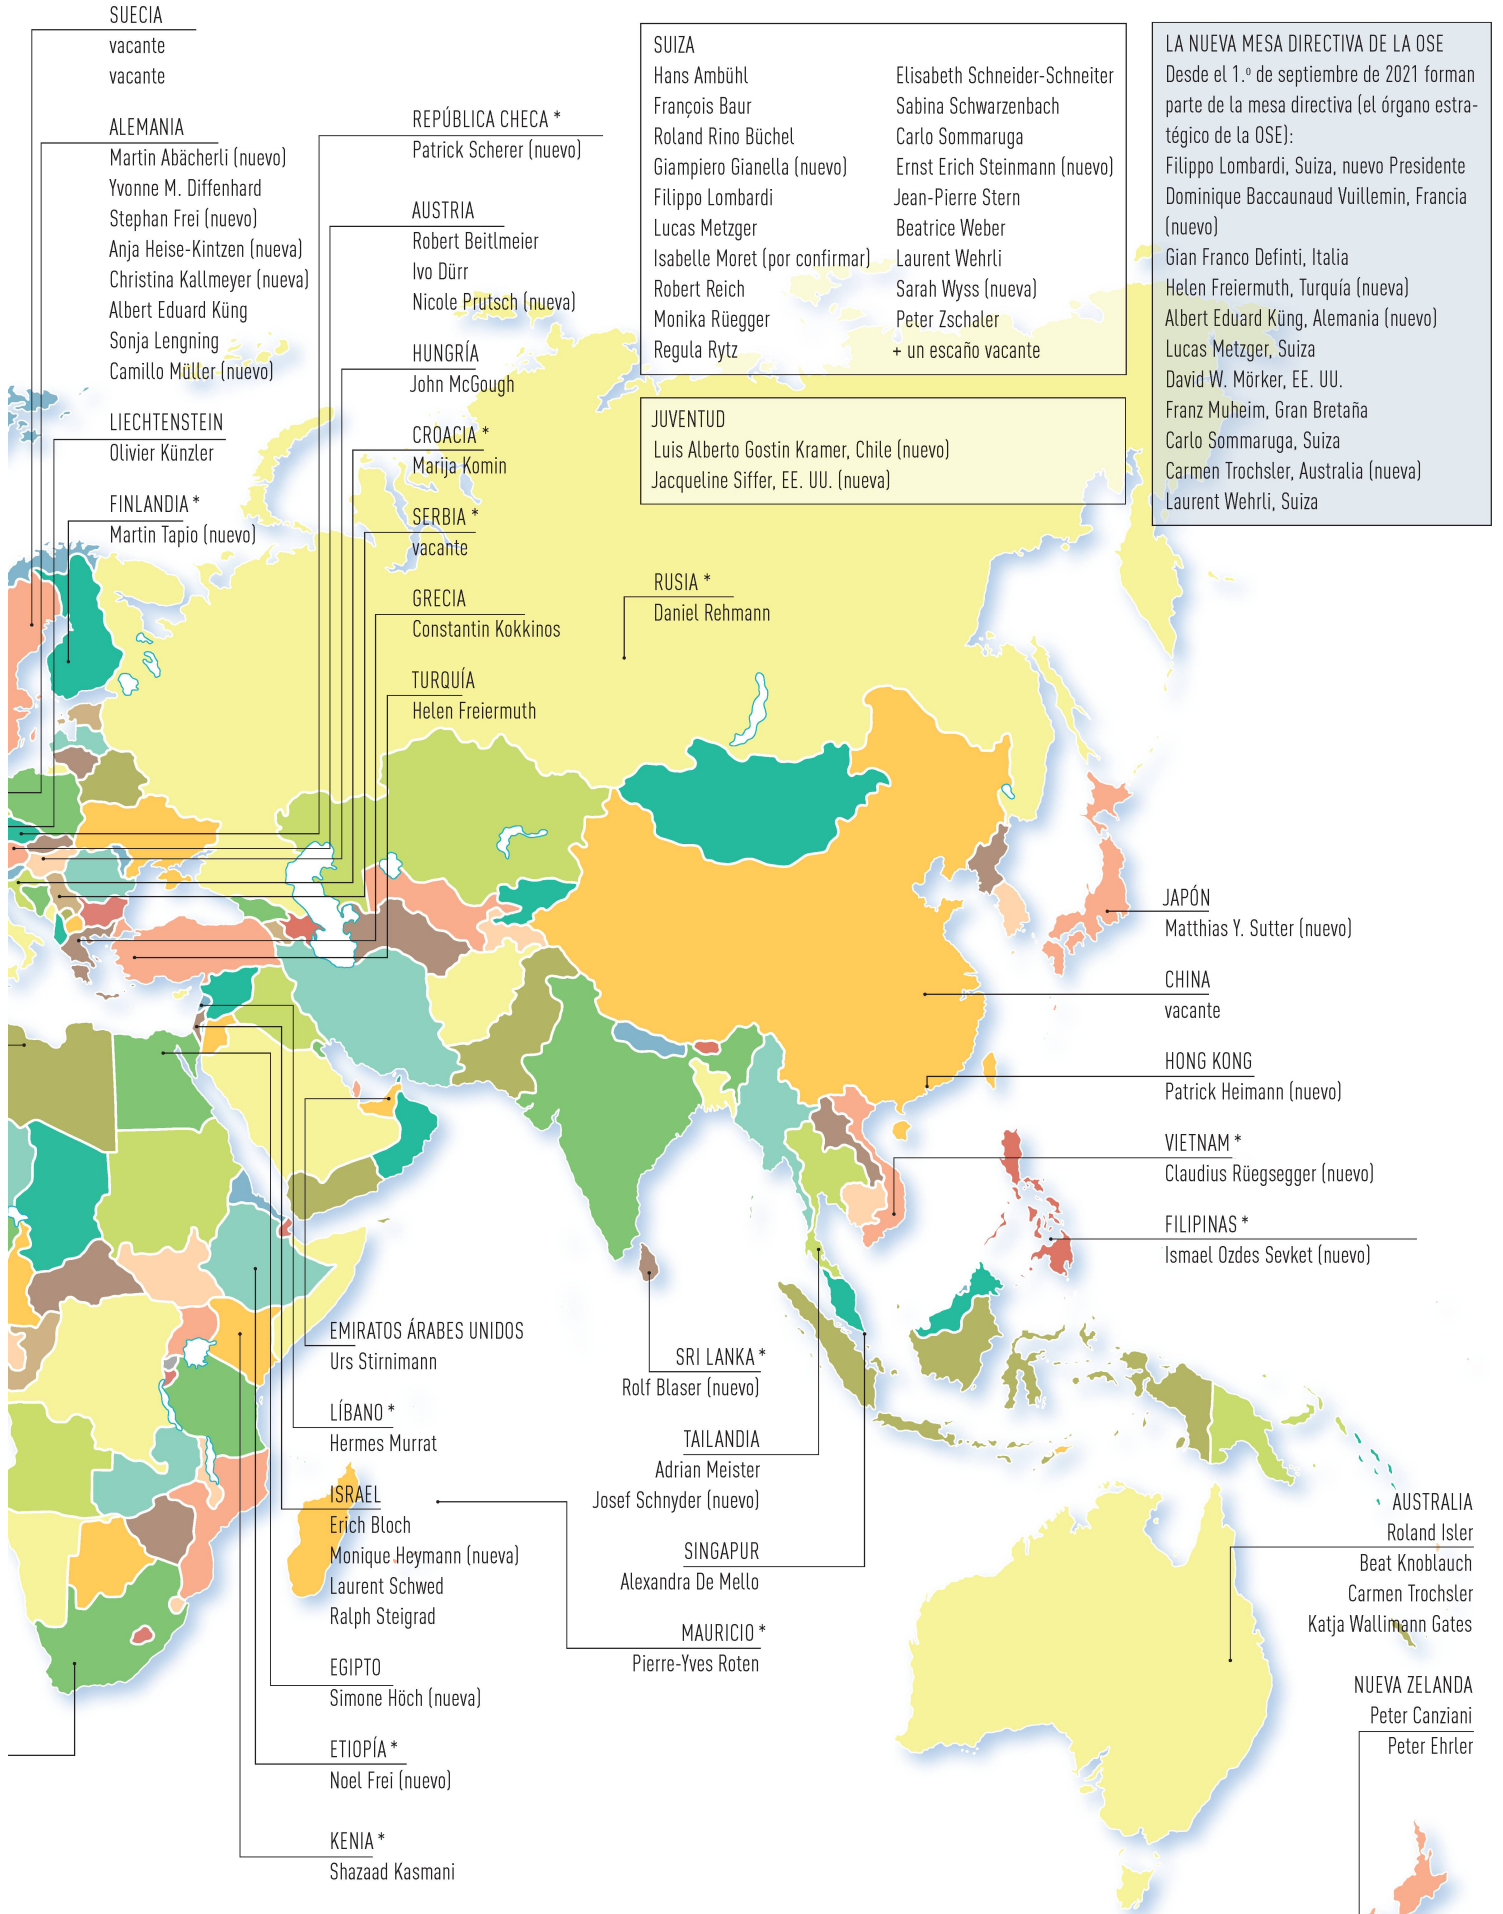 SUECIA
vacante
vacante
ALEMANIA
Martin Abächerli (nuevo)
Yvonne M. Diffenhard
Stephan Frei (nuevo)
Anja Heise-Kintzen (nueva)
Christina Kallmeyer (nueva)
Albert Eduard Küng
Sonja Lengning
Camillo Müller (nuevo)
LIECHTENSTEIN
Olivier Künzler
FINLANDIA *
Martin Tapio (nuevo)
REPÚBLICA CHECA *
Patrick Scherer (nuevo)
AUSTRIA
Robert Beitlmeier
Ivo Dürr
Nicole Prutsch (nueva)
HUNGRÍA
John McGough
CROACIA *
Marija Komin
SERBIA *
vacante
GRECIA
Constantin Kokkinos
TURQUÍA
Helen Freiermuth
SUIZA
Hans Ambühl
François Baur
Roland Rino Büchel
Giampiero Gianella (nuevo)
Filippo Lombardi
Lucas Metzger
Isabelle Moret (por confirmar)
Robert Reich
Monika Rüegger
Regula Rytz
Elisabeth Schneider-Schneiter
Sabina Schwarzenbach
Carlo Sommaruga
Ernst Erich Steinmann (nuevo)
Jean-Pierre Stern
Beatrice Weber
Laurent Wehrli
Sarah Wyss (nueva)
Peter Zschaler
+ un escaño vacante
JUVENTUD
Luis Alberto Gostin Kramer, Chile (nuevo)
Jacqueline Siffer, EE. UU. (nueva)
LA NUEVA MESA DIRECTIVA DE LA OSE
Desde el 1.º de septiembre de 2021 forman
parte de la mesa directiva (el órgano estra-
tégico de la OSE):
Filippo Lombardi, Suiza, nuevo Presidente
Dominique Baccaunaud Vuillemin, Francia
(nuevo)
Gian Franco Definti, Italia
Helen Freiermuth, Turquía (nueva)
Albert Eduard Küng, Alemania (nuevo)
Lucas Metzger, Suiza
David W. Mörker, EE. UU.
Franz Muheim, Gran Bretaña
Carlo Sommaruga, Suiza
Carmen Trochsler, Australia (nueva)
Laurent Wehrli, Suiza
RUSIA *
Daniel Rehmann
JAPÓN
Matthias Y. Sutter (nuevo)
CHINA
vacante
HONG KONG
Patrick Heimann (nuevo)
VIETNAM *
Claudius Rüegsegger (nuevo)
FILIPINAS *
Ismael Ozdes Sevket (nuevo)
EMIRATOS ÁRABES UNIDOS
Urs Stirnimann
LÍBANO *
Hermes Murrat
ISRAEL
Erich Bloch
Monique Heymann (nueva)
Laurent Schwed
Ralph Steigrad
EGIPTO
Simone Höch (nueva)
ETIOPÍA *
Noel Frei (nuevo)
KENIA *
Shazaad Kasmani
SRI LANKA *
Rolf Blaser (nuevo)
TAILANDIA
Adrian Meister
Josef Schnyder (nuevo)
SINGAPUR
Alexandra De Mello
MAURICIO *
Pierre-Yves Roten
AUSTRALIA
Roland Isler
Beat Knoblauch
Carmen Trochsler
Katja Wallimann Gates
NUEVA ZELANDA
Peter Canziani
Peter Ehrler